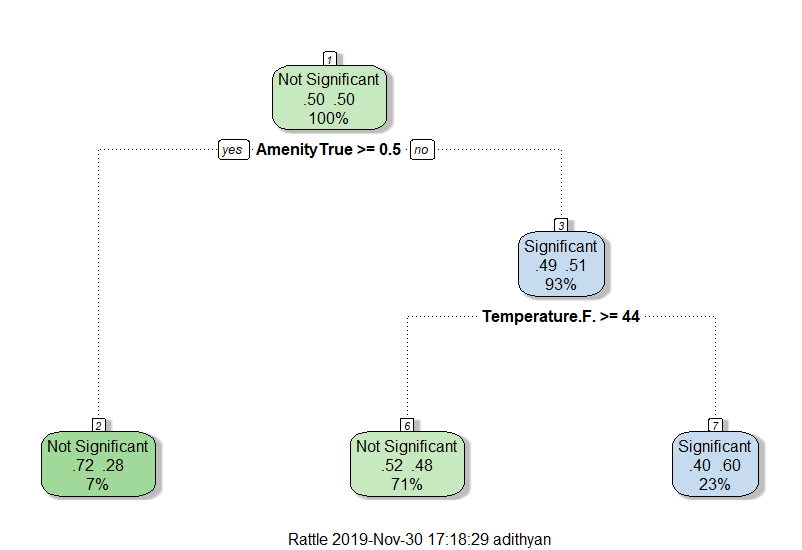 1
Not Significant
.50 .50
100%
yes AmenityTrue >= 0.5 no
3
Significant
.49 .51
93%
Temperature.F. >= 44
2
Not Significant
.72 .28
7%
6
Not Significant
.52 .48
71%
7
Significant
.40 .60
23%
Rattle 2019-Nov-30 17:18:29 adithyan